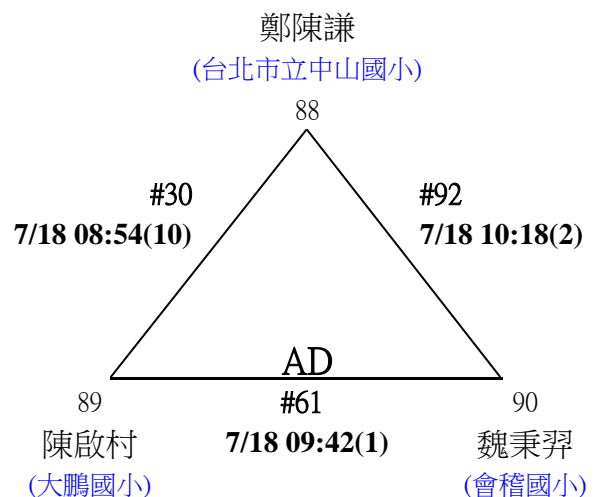 鄭陳謙
(台北市立中山國小)
88
#30
7/18 08:54(10)
#92
7/18 10:18(2)
AD
89
#61
90
陳啟村
7/18 09:42(1)
魏秉羿
(大鵬國小)
(會稽國小)